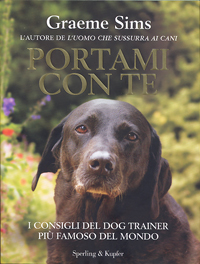 Graeme Sims
L'AUTORE DE L'UOMO CHE SUSSURRA AI CANI
PORTAMI
CON TE
I CONSIGLI DEL DOG TRAINER
PIÙ FAMOSO DEL MONDO
Sperling & Kupfer